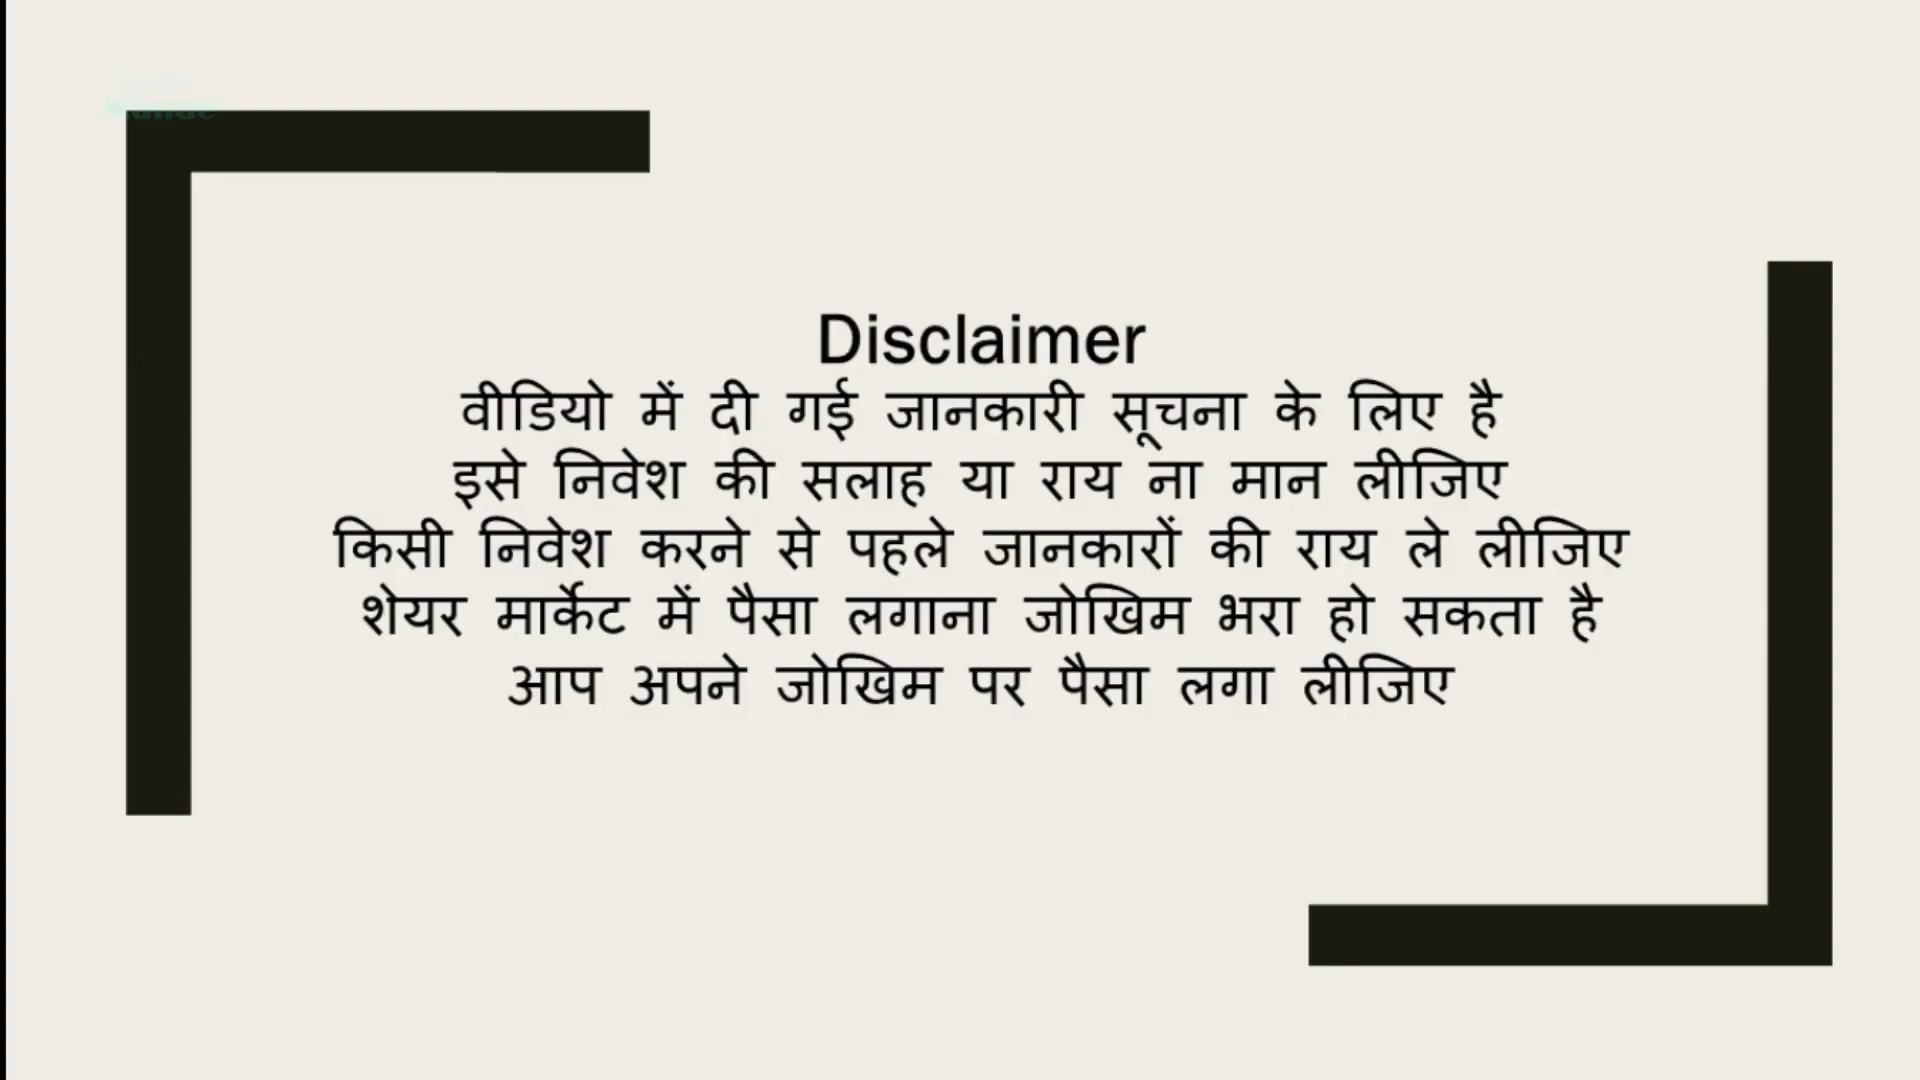 Disclaimer
वीडियो में दी गई जानकारी सूचना के लिए है
इसे निवेश की सलाह या राय ना मान लीजिए
किसी निवेश करने से पहले जानकारों की राय ले लीजिए
शेयर मार्केट में पैसा लगाना जोखिम भरा हो सकता है
आप अपने जोखिम पर पैसा लगा लीजिए